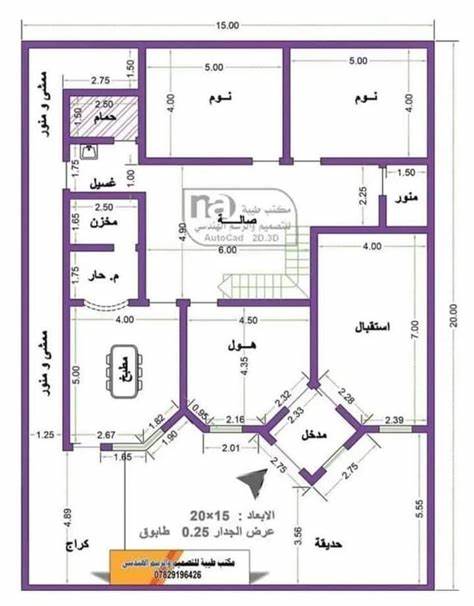 15.00
1.50
2.75
5.00
5.00
ممشى و منور
4.00
نوم
نوم
4.00
2.50
1.50
حمام
1.75
غسيل
1.00
1.50
منور
2.25
na
مكتب طيبة
للتصميم والرسم الهندسي
AutoCad 2D.3D
صالة
2.50
1.65
مخزن
4.90
6.00
4.00
20.00
1.75
م. حار
4.00
4.50
استقبال
هول
7.00
ممشى و منور
5.00
مطبخ
4.35
2.32
2.28
2.33
0.95
1.82
2.16
2.39
مدخل
1.25
2.67
1.90
1.65
2.01
2.75
2.75
الابعاد : 15×20
عرض الجدار 0.25 طابوق
4.89
كراج
3.56
حديقة
5.55
مكتب طيبة للتصميم والرسم الهندسي
07829196426